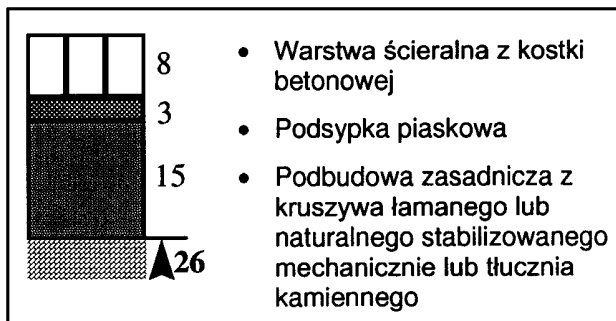 8
3
15
26
• Warstwa ścieralna z kostki
betonowej
• Podsypka piaskowa
• Podbudowa zasadnicza z
kruszywa łamanego lub
naturalnego stabilizowanego
mechanicznie lub tłucznia
kamiennego